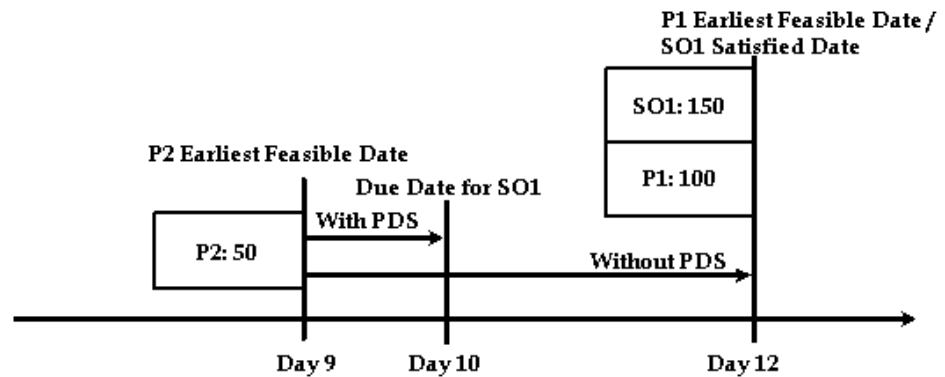 P1 Earliest Feasible Date /
SO1 Satisfied Date
SO1: 150
P1: 100
P2 Earliest Feasible Date
Due Date for SO1
With PDS
P2: 50
Without PDS
Day 9
Day 10
Day 12